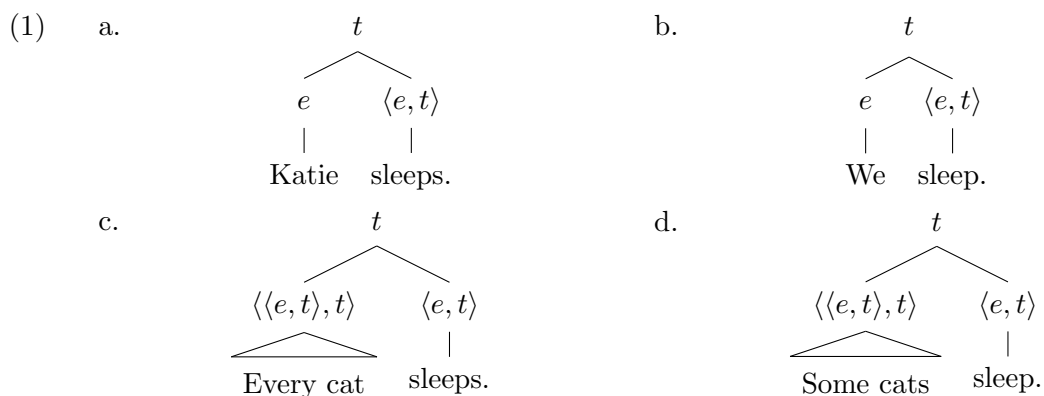 (1) a. t b. t
e ⟨e, t⟩ e ⟨e, t⟩
Katie sleeps. We sleep.
c. t d. t
⟨⟨e, t⟩, t⟩ ⟨e, t⟩ ⟨⟨e, t⟩, t⟩ ⟨e, t⟩
Every cat sleeps. Some cats sleep.